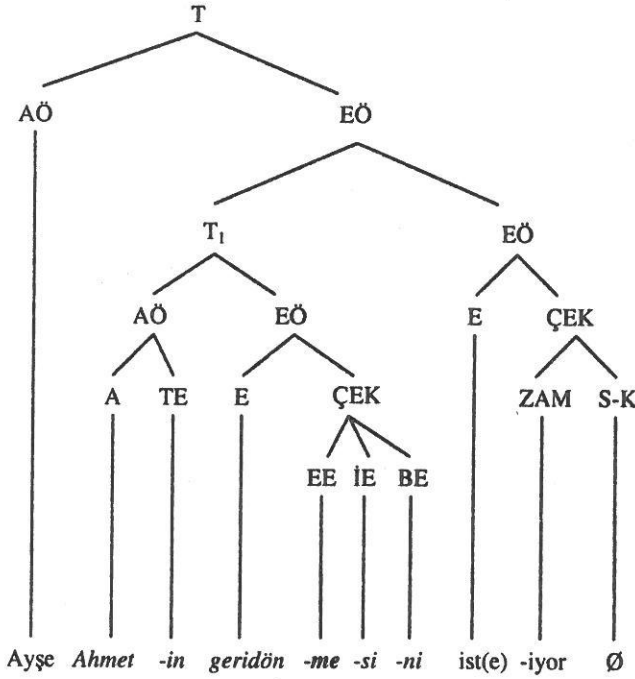 T
AÖ EÖ
T₁ EÖ
AÖ EÖ E ÇEK
A TE E ÇEK ZAM S-K
EE İE BE
Ayşe Ahmet -in geridön -me -si -ni ist(e) -iyor Ø